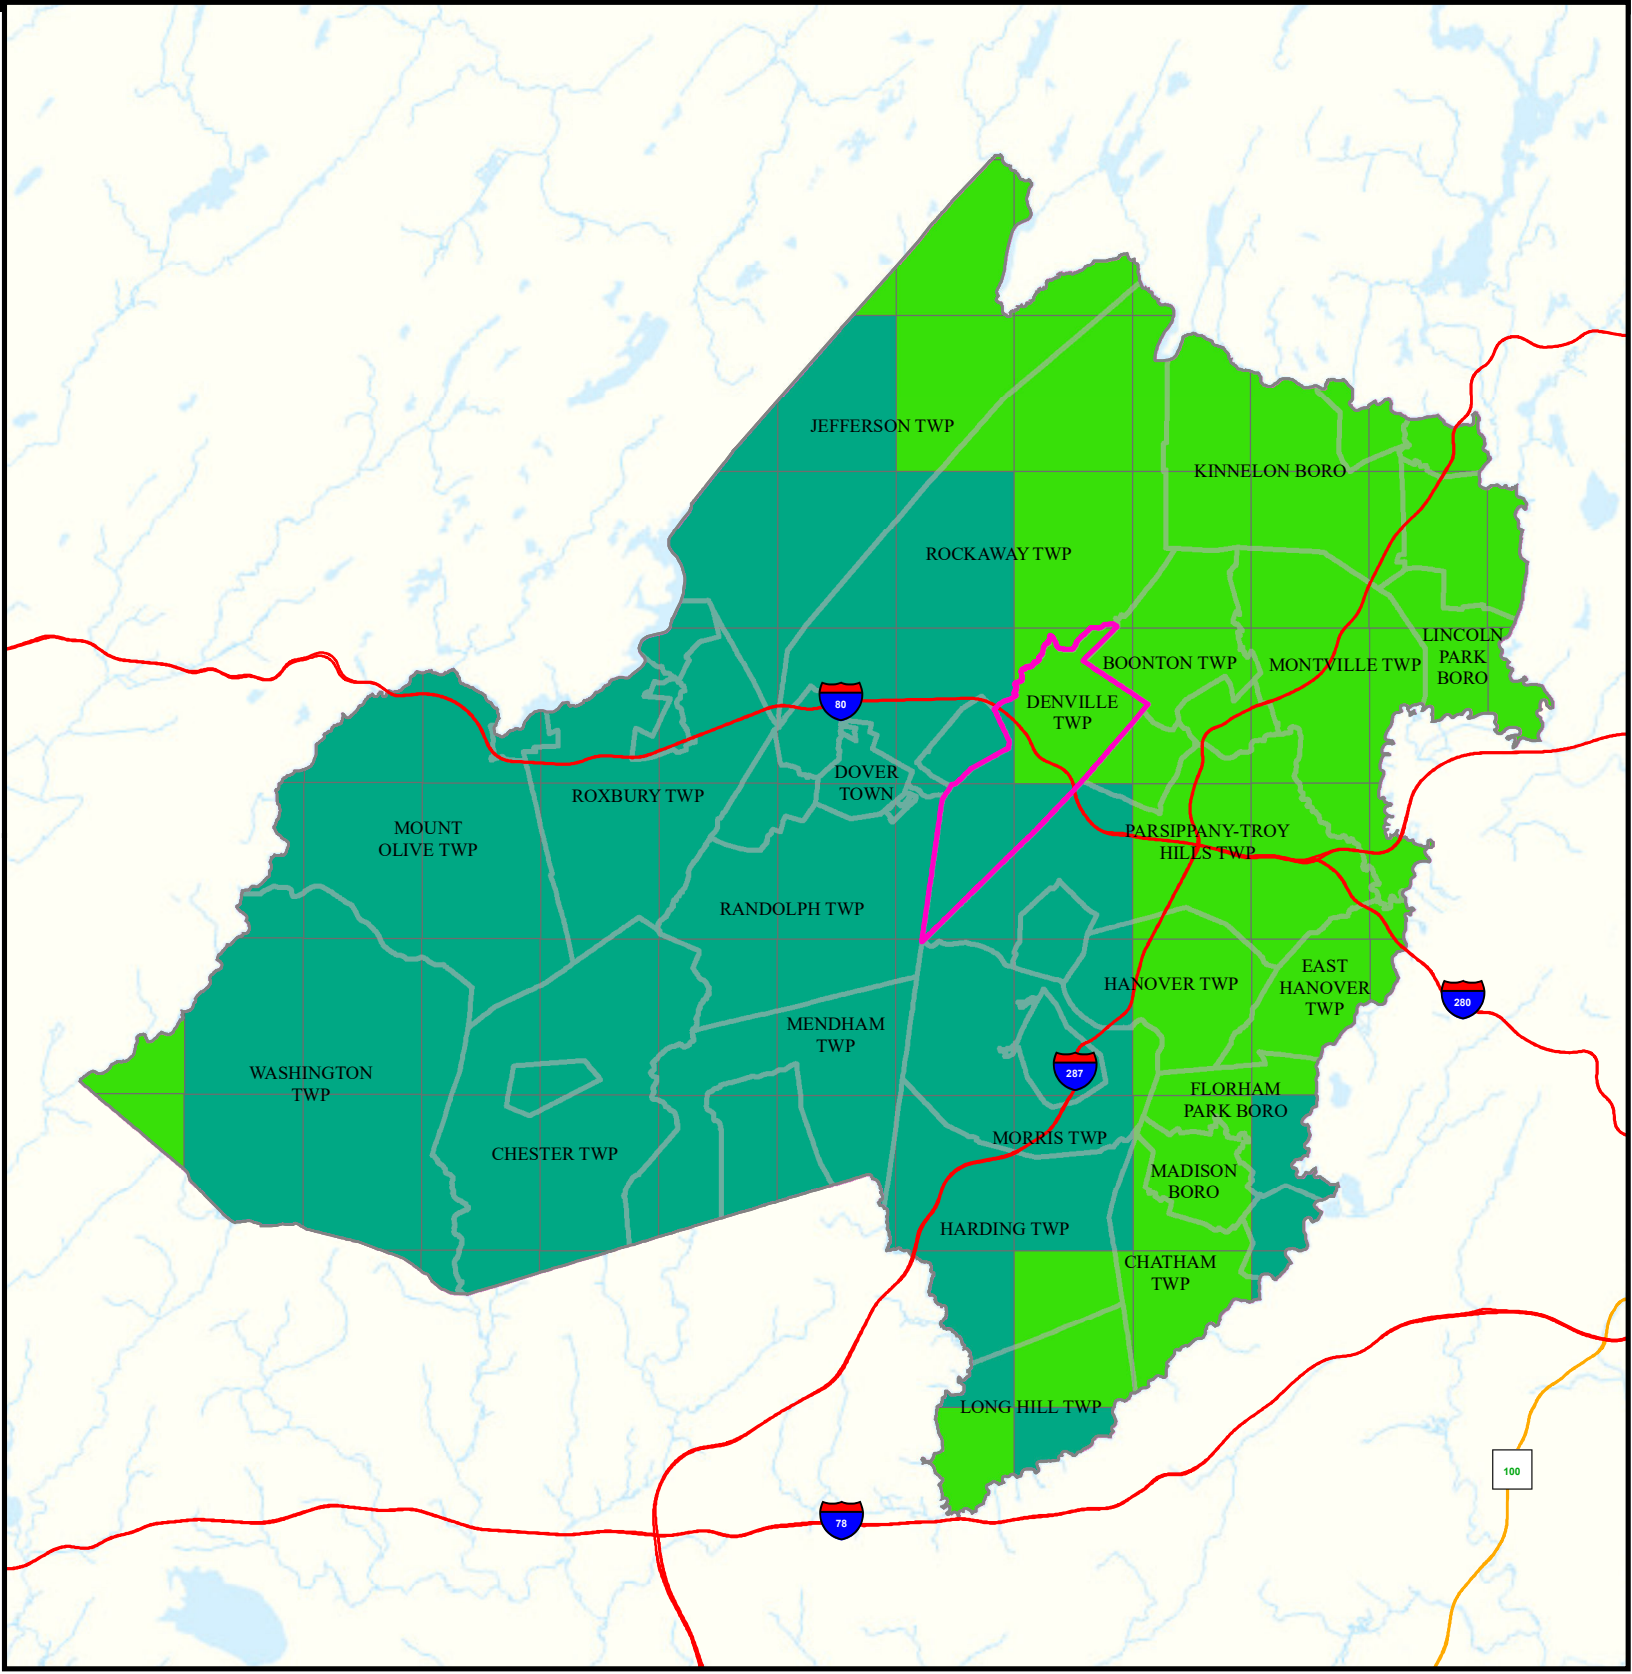 JEFFERSON TWP
KINNELON BORO
ROCKAWAY TWP
LINCOLN
PARK
BORO
BOONTON TWP
MONTVILLE TWP
DENVILLE
TWP
80
DOVER
TOWN
ROXBURY TWP
MOUNT
OLIVE TWP
PARSIPPANY-TROY
HILLS TWP
RANDOLPH TWP
EAST
HANOVER
TWP
HANOVER TWP
280
MENDHAM
TWP
287
WASHINGTON
TWP
FLORHAM
PARK BORO
MORRIS TWP
CHESTER TWP
MADISON
BORO
HARDING TWP
CHATHAM
TWP
LONG HILL TWP
100
78